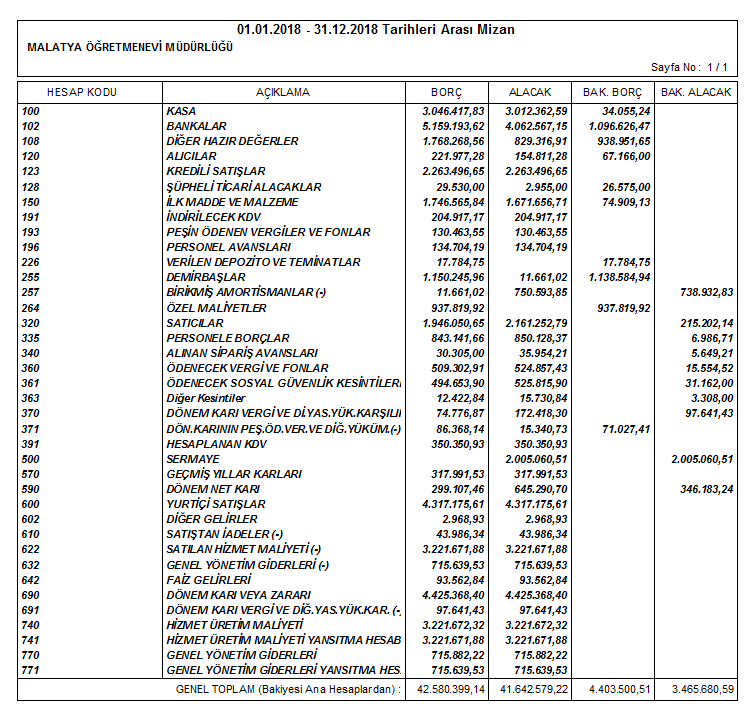 01.01.2018 - 31.12.2018 Tarihleri Arası Mizan
MALATYA ÖĞRETMENEVİ MÜDÜRLÜĞÜ
Sayfa No : 1 / 1
HESAP KODU AÇIKLAMA BORÇ ALACAK BAK. BORÇ BAK. ALACAK
100 KASA 3.046.417,83 3.012.362,59 34.055,24
102 BANKALAR 5.159.193,62 4.062.567,15 1.096.626,47
108 DİĞER HAZIR DEĞERLER 1.768.268,56 829.316,91 938.951,65
120 ALICILAR 221.977,28 154.811,28 67.166,00
123 KREDİLİ SATIŞLAR 2.263.496,65 2.263.496,65
128 ŞÜPHELİ TİCARİ ALACAKLAR 29.530,00 2.955,00 26.575,00
150 İLK MADDE VE MALZEME 1.746.565,84 1.671.656,71 74.909,13
191 İNDİRİLECEK KDV 204.917,17 204.917,17
193 PEŞİN ÖDENEN VERGİLER VE FONLAR 130.463,55 130.463,55
196 PERSONEL AVANSLARI 134.704,19 134.704,19
226 VERİLEN DEPOZİTO VE TEMİNATLAR 17.784,75 17.784,75
255 DEMİRBAŞLAR 1.150.245,96 11.661,02 1.138.584,94
257 BİRİKMİŞ AMORTİSMANLAR (-) 11.661,02 750.593,85 738.932,83
264 ÖZEL MALİYETLER 937.819,92 937.819,92
320 SATICILAR 1.946.050,65 2.161.252,79 215.202,14
335 PERSONELE BORÇLAR 843.141,66 850.128,37 6.986,71
340 ALINAN SİPARİŞ AVANSLARI 30.305,00 35.954,21 5.649,21
360 ÖDENECEK VERGİ VE FONLAR 509.302,91 524.857,43 15.554,52
361 ÖDENECEK SOSYAL GÜVENLİK KESİNTİLERİ 494.653,90 525.815,90 31.162,00
363 Diğer Kesintiler 12.422,84 15.730,84 3.308,00
370 DÖNEM KARI VERGİ VE Dİ.YAS.YÜK.KARŞILI 74.776,87 172.418,30 97.641,43
371 DÖN.KARININ PEŞ.ÖD.VER.VE DİĞ.YÜKÜM.(-) 86.368,14 15.340,73 71.027,41
391 HESAPLANAN KDV 350.350,93 350.350,93
500 SERMAYE 2.005.060,51 2.005.060,51
570 GEÇMİŞ YILLAR KARLARI 317.991,53 317.991,53
590 DÖNEM NET KARI 299.107,46 645.290,70 346.183,24
600 YURTİÇİ SATIŞLAR 4.317.175,61 4.317.175,61
602 DİĞER GELİRLER 2.968,93 2.968,93
610 SATIŞTAN İADELER (-) 43.986,34 43.986,34
622 SATILAN HİZMET MALİYETİ (-) 3.221.671,88 3.221.671,88
632 GENEL YÖNETİM GİDERLERİ (-) 715.639,53 715.639,53
642 FAİZ GELİRLERİ 93.562,84 93.562,84
690 DÖNEM KARI VEYA ZARARI 4.425.368,40 4.425.368,40
691 DÖNEM KARI VERGİ VE DİĞ.YAS.YÜK.KAR. (- 97.641,43 97.641,43
740 HİZMET ÜRETİM MALİYETİ 3.221.672,32 3.221.672,32
741 HİZMET ÜRETİM MALİYETİ YANSITMA HESAB 3.221.671,88 3.221.671,88
770 GENEL YÖNETİM GİDERLERİ 715.882,22 715.882,22
771 GENEL YÖNETİM GİDERLERİ YANSITMA HES. 715.639,53 715.639,53
GENEL TOPLAM (Bakiyesi Ana Hesaplardan) : 42.580.399,14 41.642.579,22 4.403.500,51 3.465.680,59